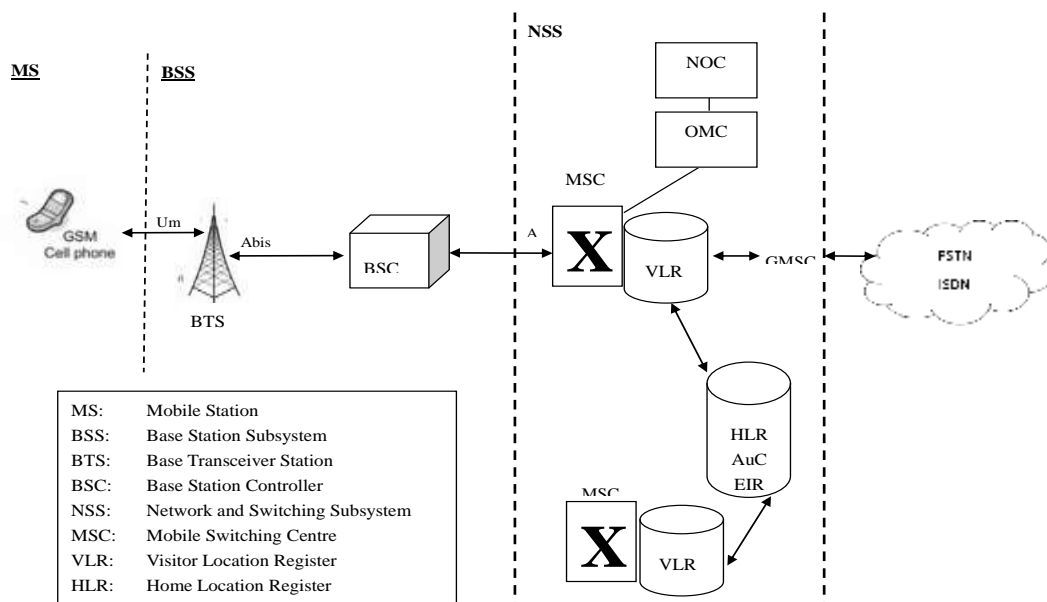 NSS
MS
BSS
NOC
OMC
MSC
GSM
Cell phone
Um
Abis
A
BSC
VLR
GMSC
PSTN
ISDN
BTS
HLR
AuC
EIR
MSC
VLR
MS: Mobile Station
BSS: Base Station Subsystem
BTS: Base Transceiver Station
BSC: Base Station Controller
NSS: Network and Switching Subsystem
MSC: Mobile Switching Centre
VLR: Visitor Location Register
HLR: Home Location Register
X
X